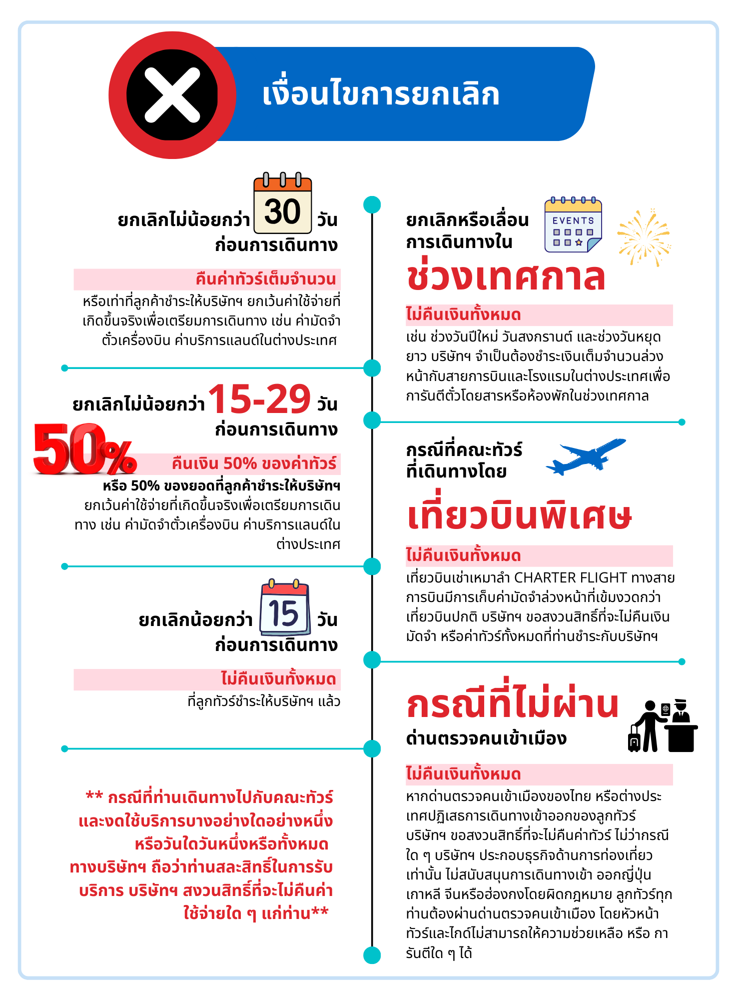 เงื่อนไขการยกเลิก
ยกเลิกไม่น้อยกว่า 30 วัน
ก่อนการเดินทาง
คืนค่าทัวร์เต็มจำนวน
หรือเท่าที่ลูกค้าชำระให้บริษัทฯ ยกเว้นค่าใช้จ่ายที่
เกิดขึ้นจริงเพื่อเตรียมการเดินทาง เช่น ค่ามัดจำ
ตั๋วเครื่องบิน ค่าบริการแลนด์ในต่างประเทศ
ยกเลิกไม่น้อยกว่า 15-29 วัน
ก่อนการเดินทาง
50%
คืนเงิน 50% ของค่าทัวร์
หรือ 50% ของยอดที่ลูกค้าชำระให้บริษัทฯ
ยกเว้นค่าใช้จ่ายที่เกิดขึ้นจริงเพื่อเตรียมการเดิน
ทาง เช่น ค่ามัดจำตั๋วเครื่องบิน ค่าบริการแลนด์ใน
ต่างประเทศ
ยกเลิกน้อยกว่า 15 วัน
ก่อนการเดินทาง
ไม่คืนเงินทั้งหมด
ที่ลูกทัวร์ชำระให้บริษัทฯ แล้ว
** กรณีที่ท่านเดินทางไปกับคณะทัวร์
และงดใช้บริการบางอย่างใดอย่างหนึ่ง
หรือวันใดวันหนึ่งหรือทั้งหมด
ทางบริษัทฯ ถือว่าท่านสละสิทธิ์ในการรับ
บริการ บริษัทฯ สงวนสิทธิ์ที่จะไม่คืนค่า
ใช้จ่ายใด ๆ แก่ท่าน**
ยกเลิกหรือเลื่อน
การเดินทางใน
EVENTS
ช่วงเทศกาล
ไม่คืนเงินทั้งหมด
เช่น ช่วงวันปีใหม่ วันสงกรานต์ และช่วงวันหยุด
ยาว บริษัทฯ จำเป็นต้องชำระเงินเต็มจำนวนล่วง
หน้ากับสายการบินและโรงแรมในต่างประเทศเพื่อ
การันตีตั๋วโดยสารหรือห้องพักในช่วงเทศกาล
กรณีที่คณะทัวร์
ที่เดินทางโดย
เที่ยวบินพิเศษ
ไม่คืนเงินทั้งหมด
เที่ยวบินเช่าเหมาลำ CHARTER FLIGHT ทางสาย
การบินมีการเก็บค่ามัดจำล่วงหน้าที่เข้มงวดกว่า
เที่ยวบินปกติ บริษัทฯ ขอสงวนสิทธิ์ที่จะไม่คืนเงิน
มัดจำ หรือค่าทัวร์ทั้งหมดที่ท่านชำระกับบริษัทฯ
กรณีที่ไม่ผ่าน
ด่านตรวจคนเข้าเมือง
ไม่คืนเงินทั้งหมด
หากด่านตรวจคนเข้าเมืองของไทย หรือต่างประ
เทศปฏิเสธการเดินทางเข้าออกของลูกทัวร์
บริษัทฯ ขอสงวนสิทธิ์ที่จะไม่คืนค่าทัวร์ ไม่ว่ากรณี
ใด ๆ บริษัทฯ ประกอบธุรกิจด้านการท่องเที่ยว
เท่านั้น ไม่สนับสนุนการเดินทางเข้า ออกญี่ปุ่น
เกาหลี จีนหรือฮ่องกงโดยผิดกฎหมาย ลูกทัวร์ทุก
ท่านต้องผ่านด่านตรวจคนเข้าเมือง โดยหัวหน้า
ทัวร์และไกด์ไม่สามารถให้ความช่วยเหลือ หรือ กา
รันตีใด ๆ ได้